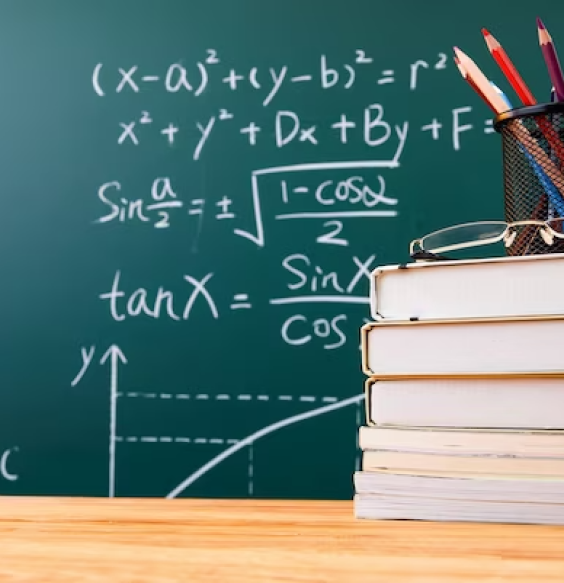 (x-a)²+(y-b)²=r²
x²+y²+Dx+By+F=
Sin a/2 = ± √(1-cosα/2)
tanX = SinX/Cos
y
C